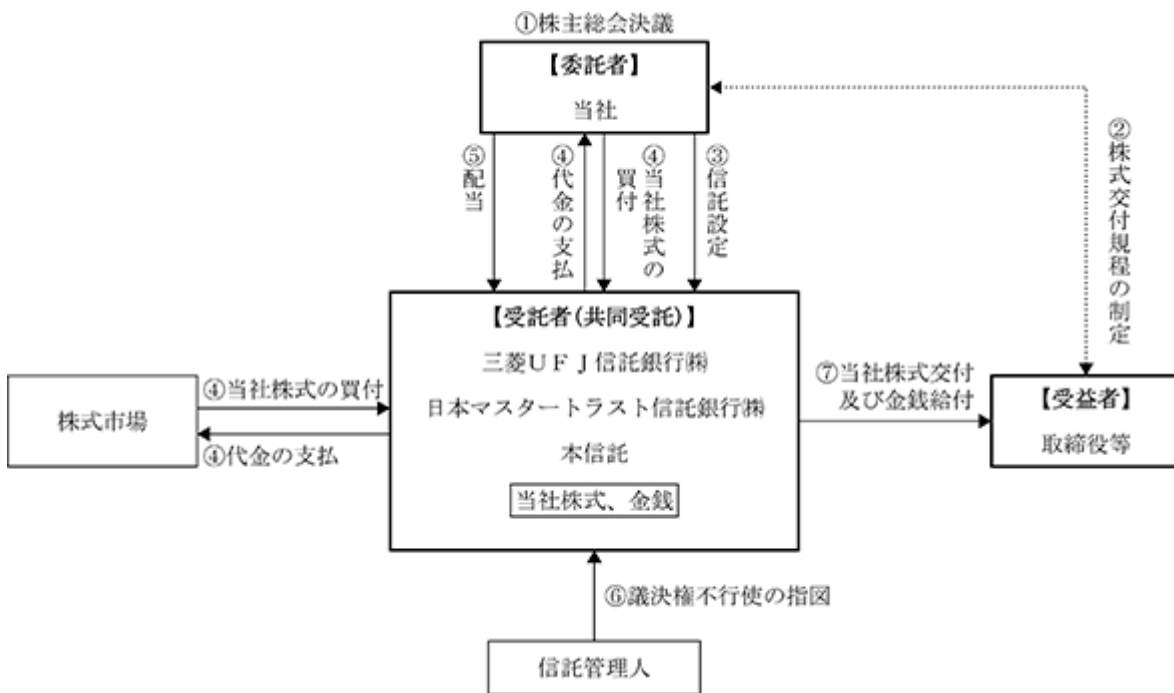 ①株主総会決議
【委託者】
当社
⑤配当
④代金の支払
④当社株式の
買付
③信託設定
②株式交付規程の制定
【受託者(共同受託)】
三菱UFJ信託銀行㈱
日本マスタートラスト信託銀行㈱
本信託
当社株式、金銭
株式市場
④当社株式の買付
④代金の支払
⑦当社株式交付
及び金銭給付
【受益者】
取締役等
⑥議決権不行使の指図
信託管理人